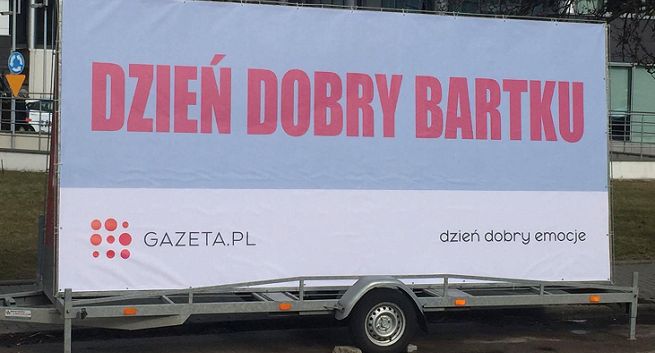 DZIEŃ DOBRY BARTKU
GAZETA.PL
dzień dobry emocje